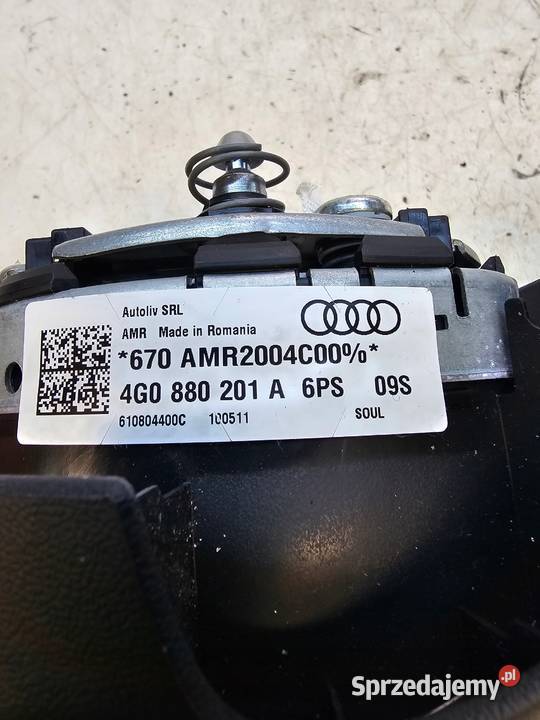 Autoliv SRL
AMR Made in Romania
*670 AMR2004C00%*
4G0 880 201 A 6PS 09S
610804400C 100511 SOUL
Sprzedajemy.pl